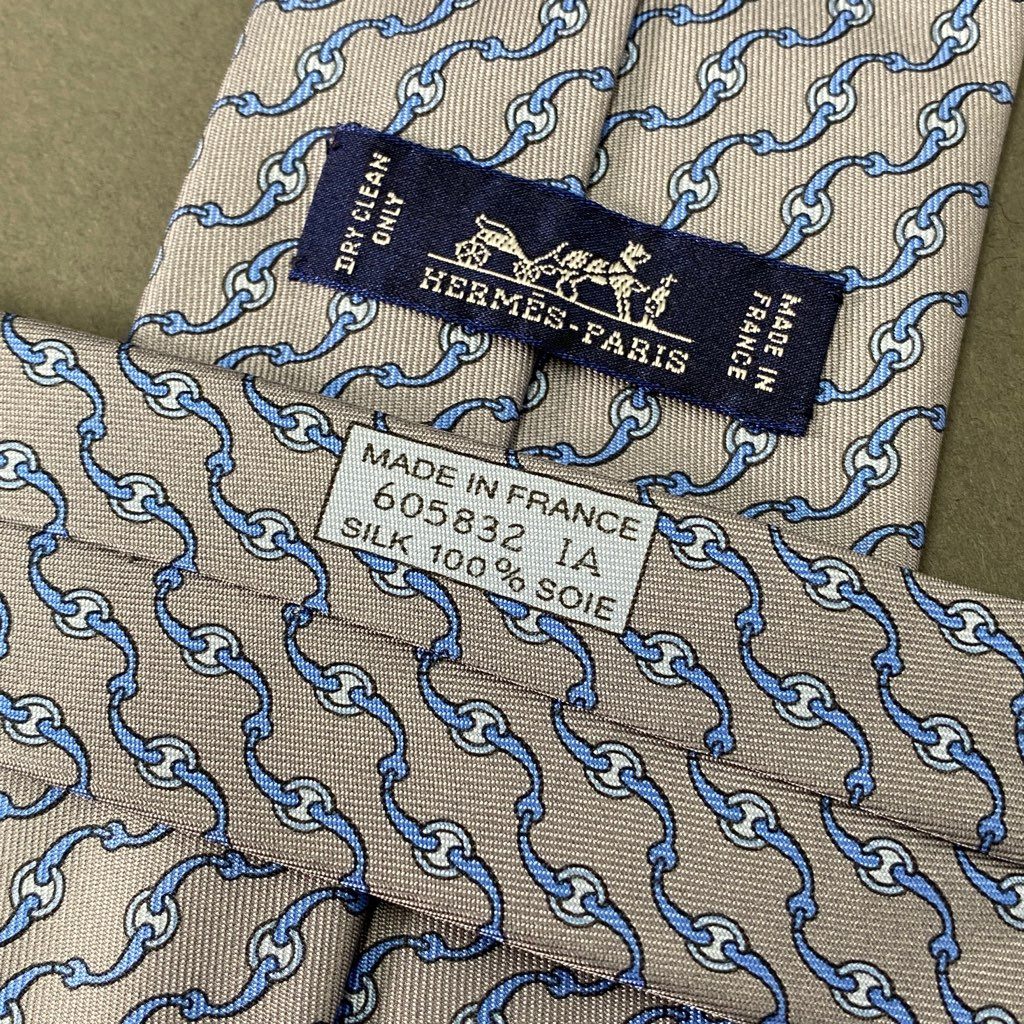 DRY CLEAN
ONLY
HERMÈS-PARIS
MADE IN
FRANCE
MADE IN FRANCE
605832 IA
SILK 100% SOIE